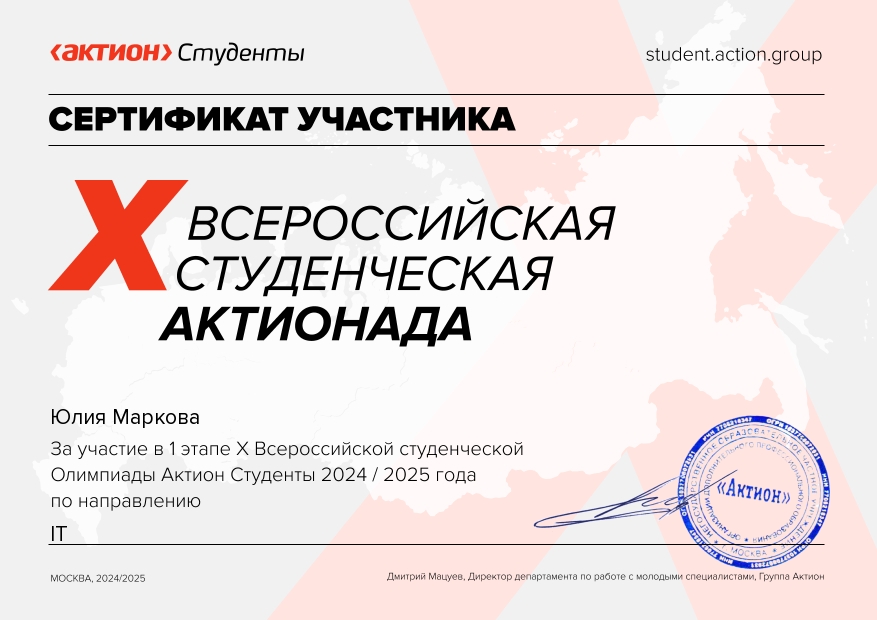 ‹актион› Студенты
student.action.group
СЕРТИФИКАТ УЧАСТНИКА
X ВСЕРОССИЙСКАЯ
СТУДЕНЧЕСКАЯ
АКТИОНАДА
Юлия Маркова
За участие в 1 этапе X Всероссийской студенческой
Олимпиады Актион Студенты 2024 / 2025 года
по направлению
IT
«Актион»
МОСКВА
МОСКВА, 2024/2025
Дмитрий Мацуев, Директор департамента по работе с молодыми специалистами, Группа Актион